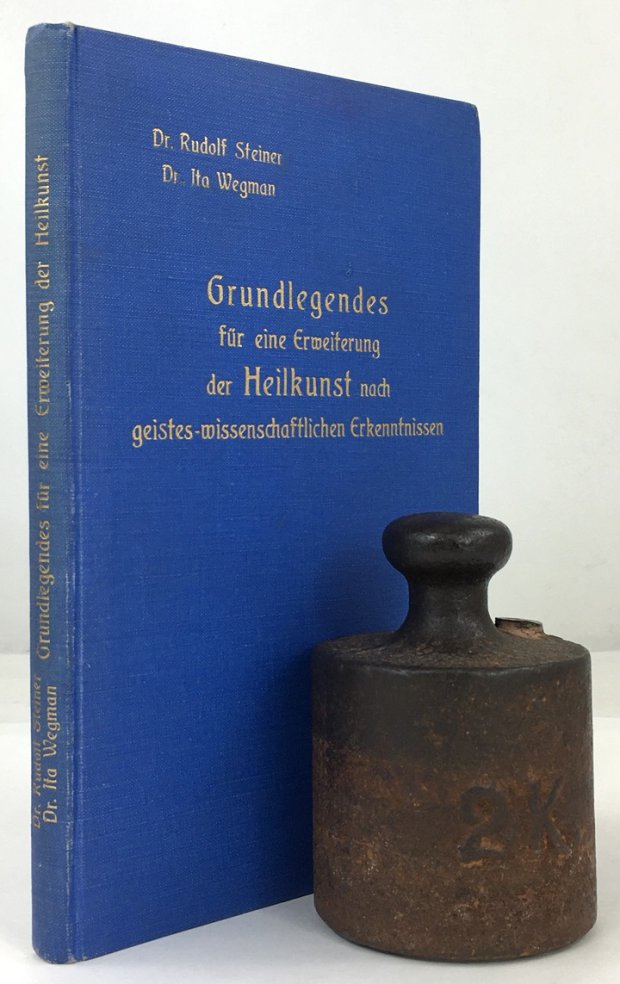 Dr. Rudolf Steiner
Dr. Ita Wegman
Grundlegendes
für eine Erweiterung
der Heilkunst nach
geistes-wissenschaftlichen Erkenntnissen
Dr. Rudolf Steiner
Dr. Ita Wegman
Grundlegendes für eine Erweiterung der Heilkunst
2 K